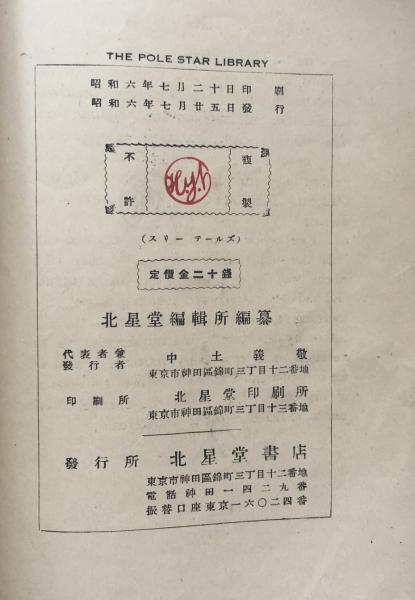 THE POLE STAR LIBRARY
昭和六年七月二十日印刷
昭和六年七月廿五日發行
不許
複製
(スリー テールズ)
定價金二十錢
北星堂編輯所編纂
代表者兼發行者 中土義敬
東京市神田區錦町三丁目十二番地
印刷所 北星堂印刷所
東京市神田區錦町三丁目十三番地
發行所 北星堂書店
東京市神田區錦町三丁目十二番地
電話神田一四二九番
振替口座東京一六〇二四番